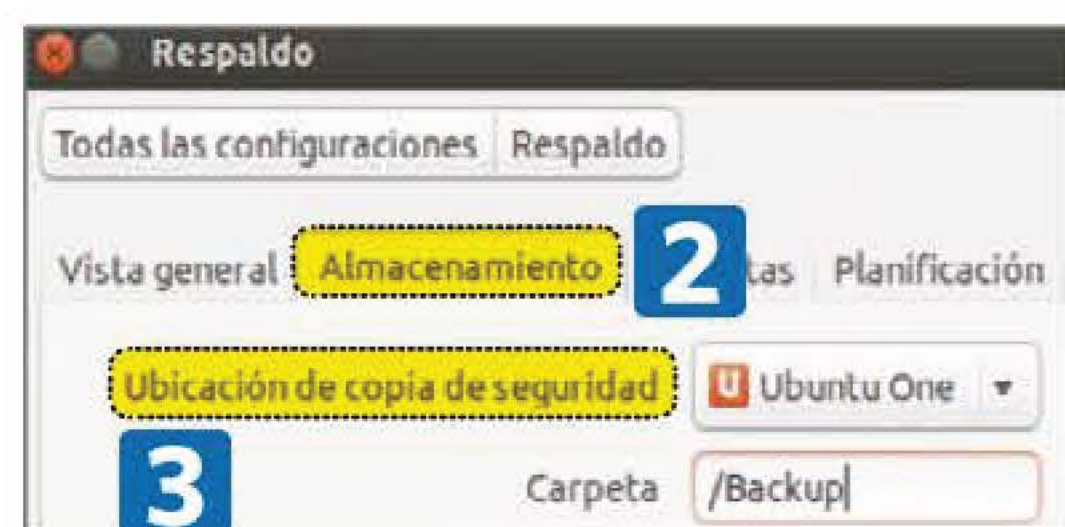 Respaldo
Todas las configuraciones Respaldo
Vista general Almacenamiento 2 tas Planificación
Ubicación de copia de seguridad Ubuntu One
3 Carpeta /Backup